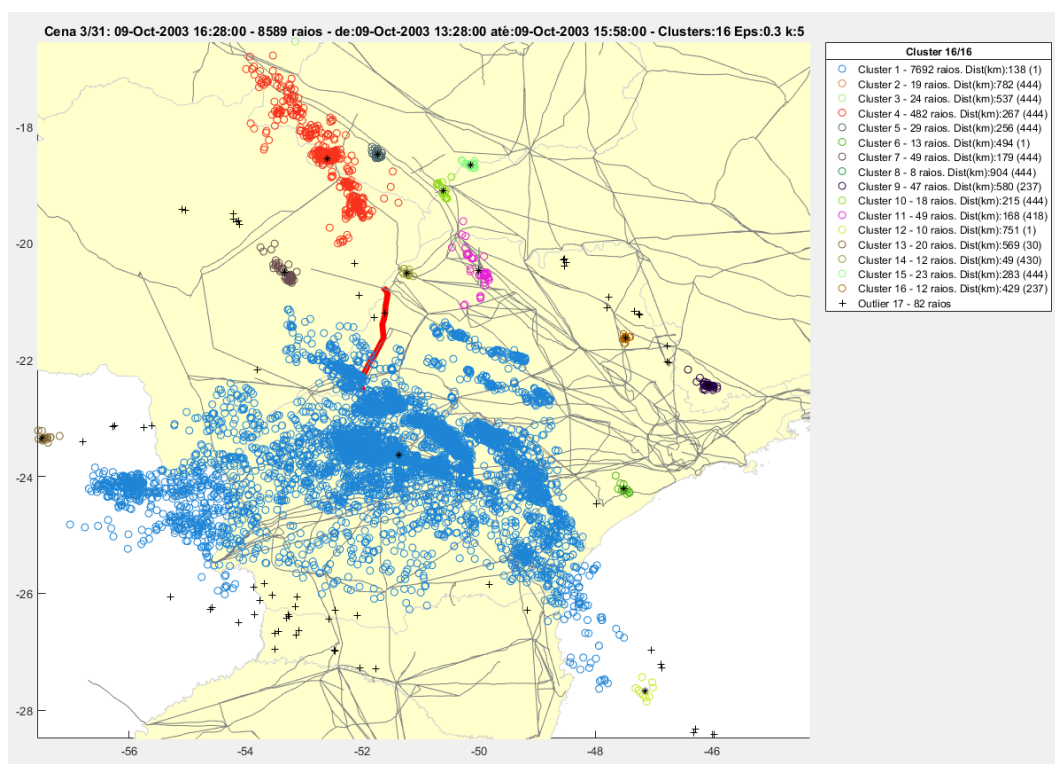 Cena 3/31: 09-Oct-2003 16:28:00 - 8589 raios - de:09-Oct-2003 13:28:00 até:09-Oct-2003 15:58:00 - Clusters:16 Eps:0.3 k:5
Cluster 16/16
Cluster 1 - 7692 raios. Dist(km):138 (1)
Cluster 2 - 19 raios. Dist(km):782 (444)
Cluster 3 - 24 raios. Dist(km):537 (444)
Cluster 4 - 482 raios. Dist(km):267 (444)
Cluster 5 - 29 raios. Dist(km):256 (444)
Cluster 6 - 13 raios. Dist(km):494 (1)
Cluster 7 - 49 raios. Dist(km):179 (444)
Cluster 8 - 8 raios. Dist(km):904 (444)
Cluster 9 - 47 raios. Dist(km):580 (237)
Cluster 10 - 18 raios. Dist(km):215 (444)
Cluster 11 - 49 raios. Dist(km):168 (418)
Cluster 12 - 10 raios. Dist(km):751 (1)
Cluster 13 - 20 raios. Dist(km):569 (30)
Cluster 14 - 12 raios. Dist(km):49 (430)
Cluster 15 - 23 raios. Dist(km):283 (444)
Cluster 16 - 12 raios. Dist(km):429 (237)
Outlier 17 - 82 raios
-18
-20
-22
-24
-26
-28
-56
-54
-52
-50
-48
-46